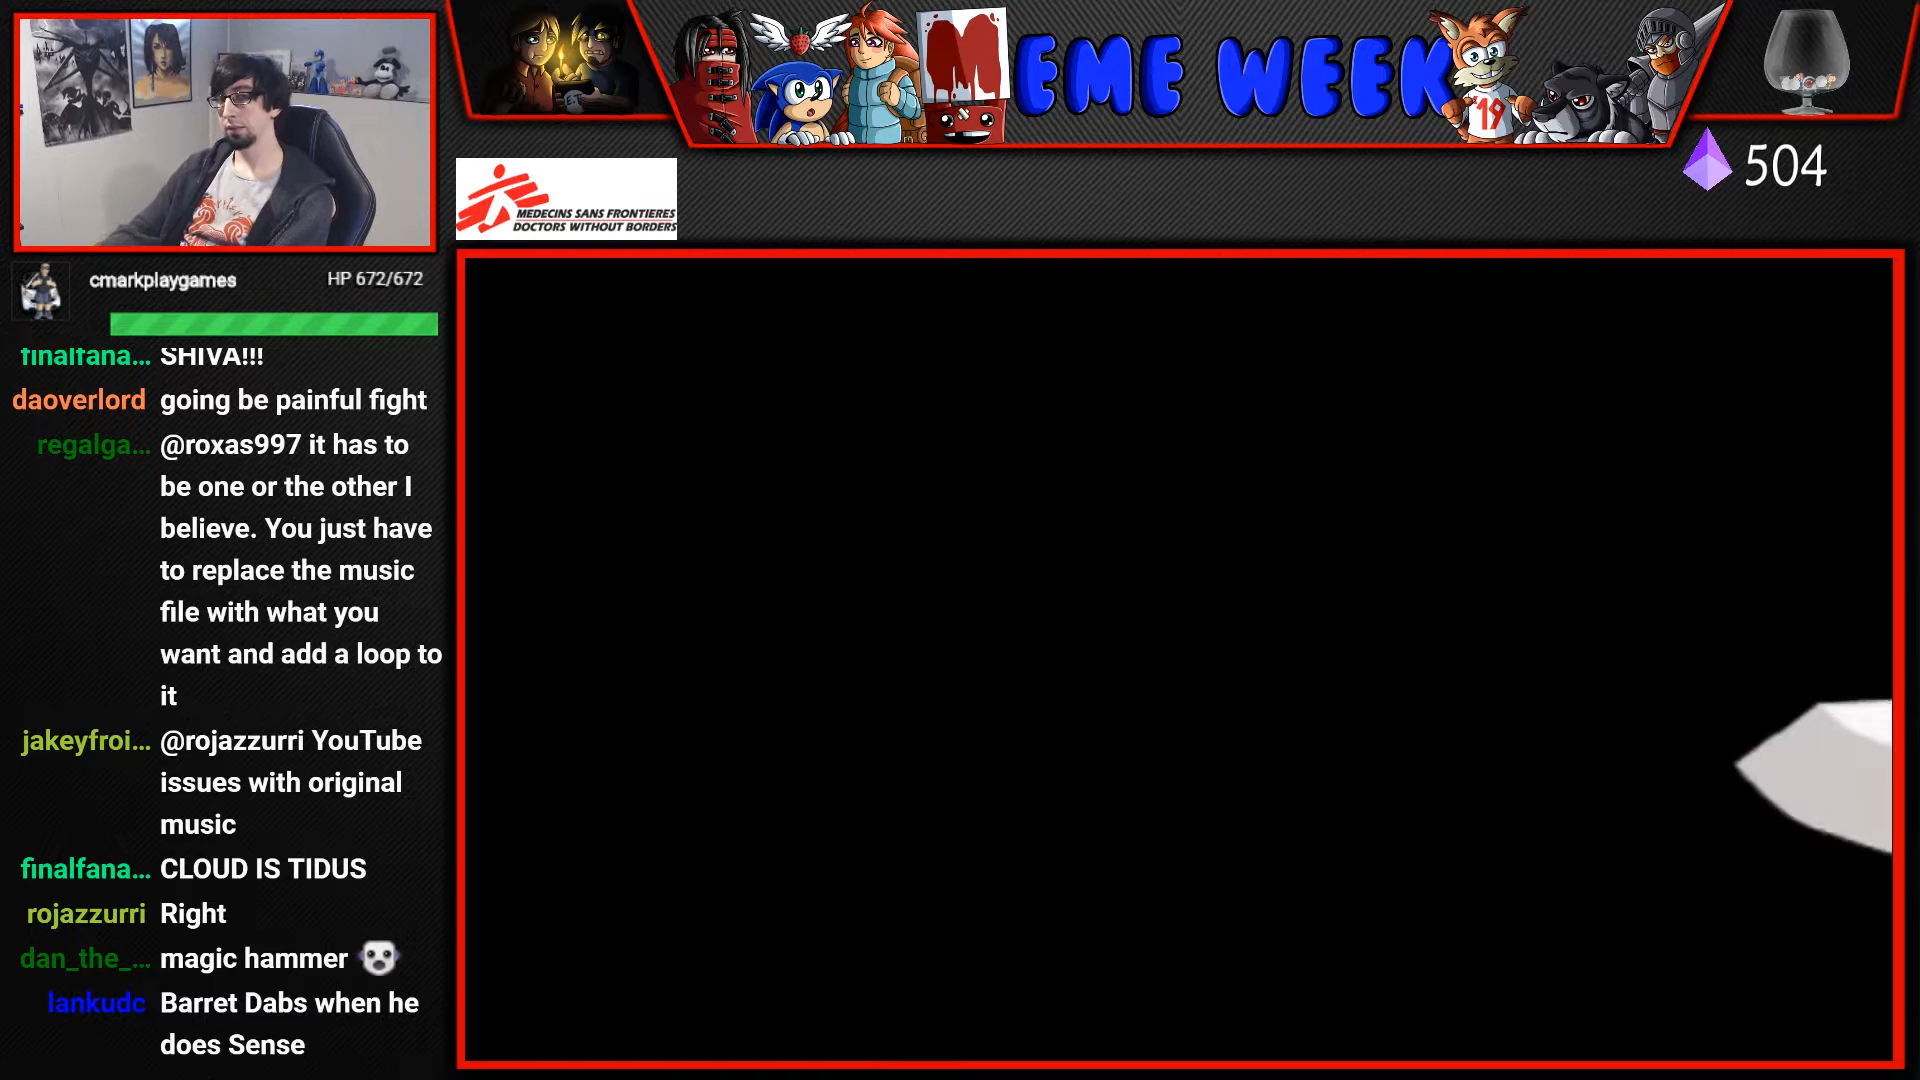 EME WEEK
'19
504
MEDECINS SANS FRONTIERES
DOCTORS WITHOUT BORDERS
cmarkplaygames HP 672/672
finalfana... SHIVA!!!
daoverlord going be painful fight
regalga... @roxas997 it has to
be one or the other I
believe. You just have
to replace the music
file with what you
want and add a loop to
it
jakeyfroi... @rojazzurri YouTube
issues with original
music
finalfana... CLOUD IS TIDUS
rojazzurri Right
dan_the_... magic hammer
lankudc Barret Dabs when he
does Sense